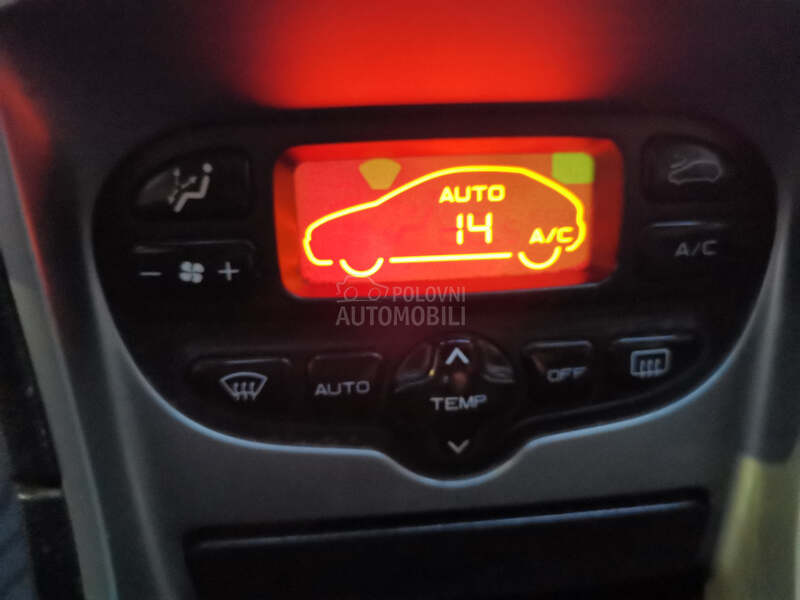 AUTO
14
A/C
A/C
- +
POLOVNI
AUTOMOBILI
AUTO
OFF
TEMP